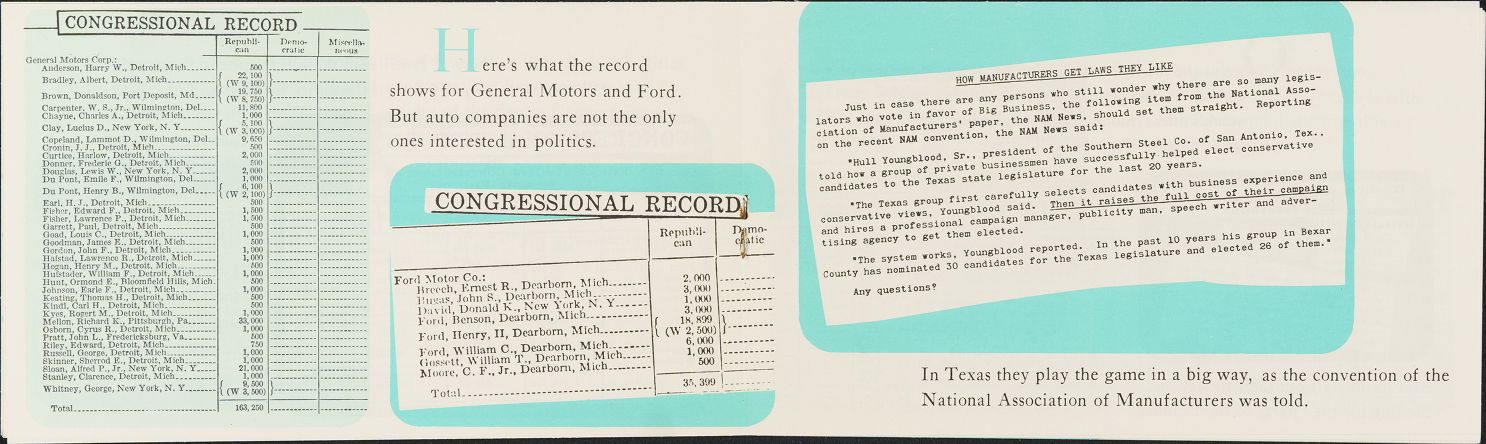 CONGRESSIONAL RECORD
Republi- Demo- Miscella-
can cratic neous
General Motors Corp.:
Anderson, Harry W., Detroit, Mich 500
Bradley, Albert, Detroit, Mich { 22,100 (W 9,100) }
Brown, Donaldson, Port Deposit, Md { 19,750 (W 8,750) }
Carpenter, W. S., Jr., Wilmington, Del 11,800
Chayne, Charles A., Detroit, Mich 1,000
Clay, Lucius D., New York, N. Y { 5,100 (W 3,000) }
Copeland, Lammot D., Wilmington, Del 9,650
Cronin, J. J., Detroit, Mich 500
Curtice, Harlow, Detroit, Mich 2,000
Donner, Frederic G., Detroit, Mich 500
Douglas, Lewis W., New York, N. Y 2,000
Du Pont, Emile F., Wilmington, Del 1,000
Du Pont, Henry B., Wilmington, Del { 6,100 (W 2,100) }
Earl, H. J., Detroit, Mich 500
Fisher, Edward F., Detroit, Mich 1,500
Fisher, Lawrence P., Detroit, Mich 1,500
Garrett, Paul, Detroit, Mich 500
Goad, Louis C., Detroit, Mich 1,000
Goodman, James E., Detroit, Mich 500
Gordon, John F., Detroit, Mich 1,000
Hafstad, Lawrence R., Detroit, Mich 1,000
Hogan, Henry M., Detroit, Mich 500
Hufstader, William F., Detroit, Mich 1,000
Hunt, Ormond E., Bloomfield Hills, Mich 500
Johnson, Earle F., Detroit, Mich 1,000
Keating, Thomas H., Detroit, Mich 500
Kindl, Carl H., Detroit, Mich 500
Kyes, Rogert M., Detroit, Mich 1,000
Mellon, Richard K., Pittsburgh, Pa 33,000
Osborn, Cyrus R., Detroit, Mich 1,000
Pratt, John L., Fredericksburg, Va 500
Riley, Edward, Detroit, Mich 750
Russell, George, Detroit, Mich 1,000
Skinner, Sherrod E., Detroit, Mich 1,000
Sloan, Alfred P., Jr., New York, N. Y 21,000
Stanley, Clarence, Detroit, Mich 1,000
Whitney, George, New York, N. Y { 9,500 (W 3,500) }
Total 163,250
Here's what the record
shows for General Motors and Ford.
But auto companies are not the only
ones interested in politics.
CONGRESSIONAL RECORD
Republi- Demo-
can cratic
Ford Motor Co.:
Breech, Ernest R., Dearborn, Mich 2,000
Bugas, John S., Dearborn, Mich 3,000
David, Donald K., New York, N. Y 1,000
Ford, Benson, Dearborn, Mich 3,000
Ford, Henry, II, Dearborn, Mich { 18,899 (W 2,500) }
Ford, William C., Dearborn, Mich 6,000
Gossett, William T., Dearborn, Mich 1,000
Moore, C. F., Jr., Dearborn, Mich 500
Total 35,399
HOW MANUFACTURERS GET LAWS THEY LIKE
Just in case there are any persons who still wonder why there are so many legis-
lators who vote in favor of Big Business, the following item from the National Asso-
ciation of Manufacturers' paper, the NAM News, should set them straight. Reporting
on the recent NAM convention, the NAM News said:
"Hull Youngblood, Sr., president of the Southern Steel Co. of San Antonio, Tex.,
told how a group of private businessmen have successfully helped elect conservative
candidates to the Texas state legislature for the last 20 years.
"The Texas group first carefully selects candidates with business experience and
conservative views, Youngblood said. Then it raises the full cost of their campaign
and hires a professional campaign manager, publicity man, speech writer and adver-
tising agency to get them elected.
"The system works, Youngblood reported. In the past 10 years his group in Bexar
County has nominated 30 candidates for the Texas legislature and elected 26 of them."
Any questions?
In Texas they play the game in a big way, as the convention of the
National Association of Manufacturers was told.